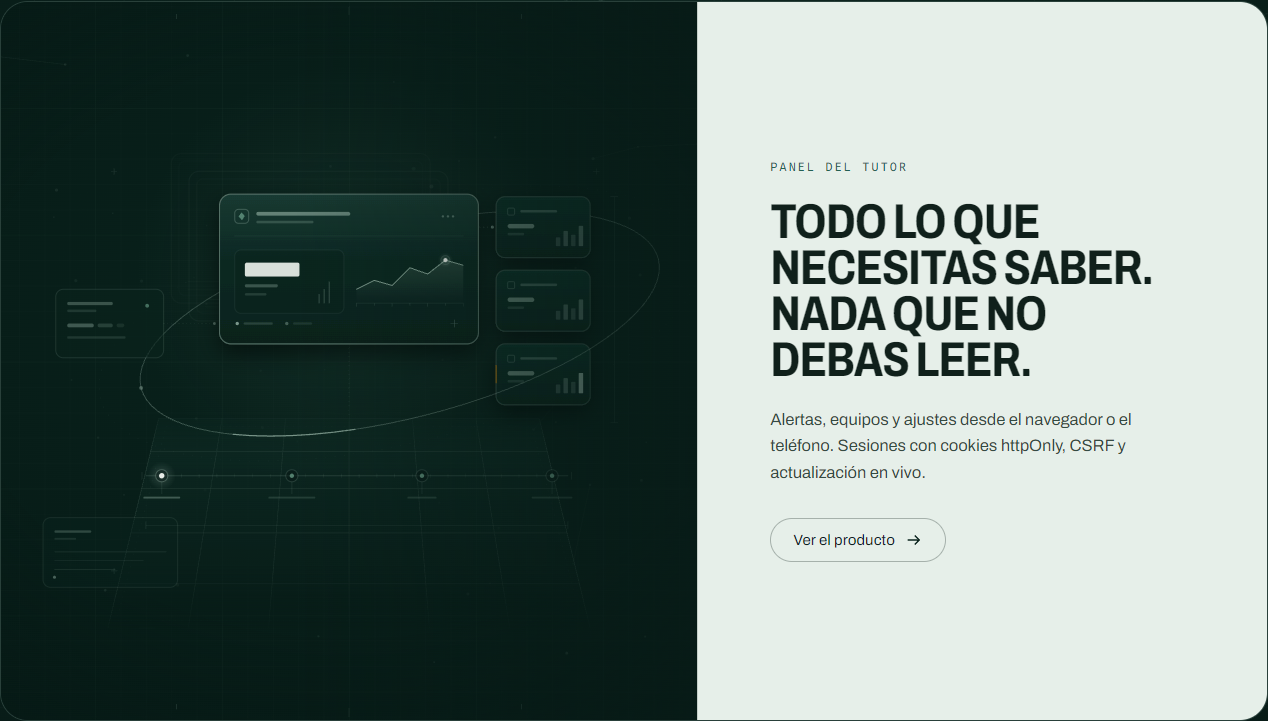 PANEL DEL TUTOR
TODO LO QUE
NECESITAS SABER.
NADA QUE NO
DEBAS LEER.
Alertas, equipos y ajustes desde el navegador o el
teléfono. Sesiones con cookies httpOnly, CSRF y
actualización en vivo.
Ver el producto